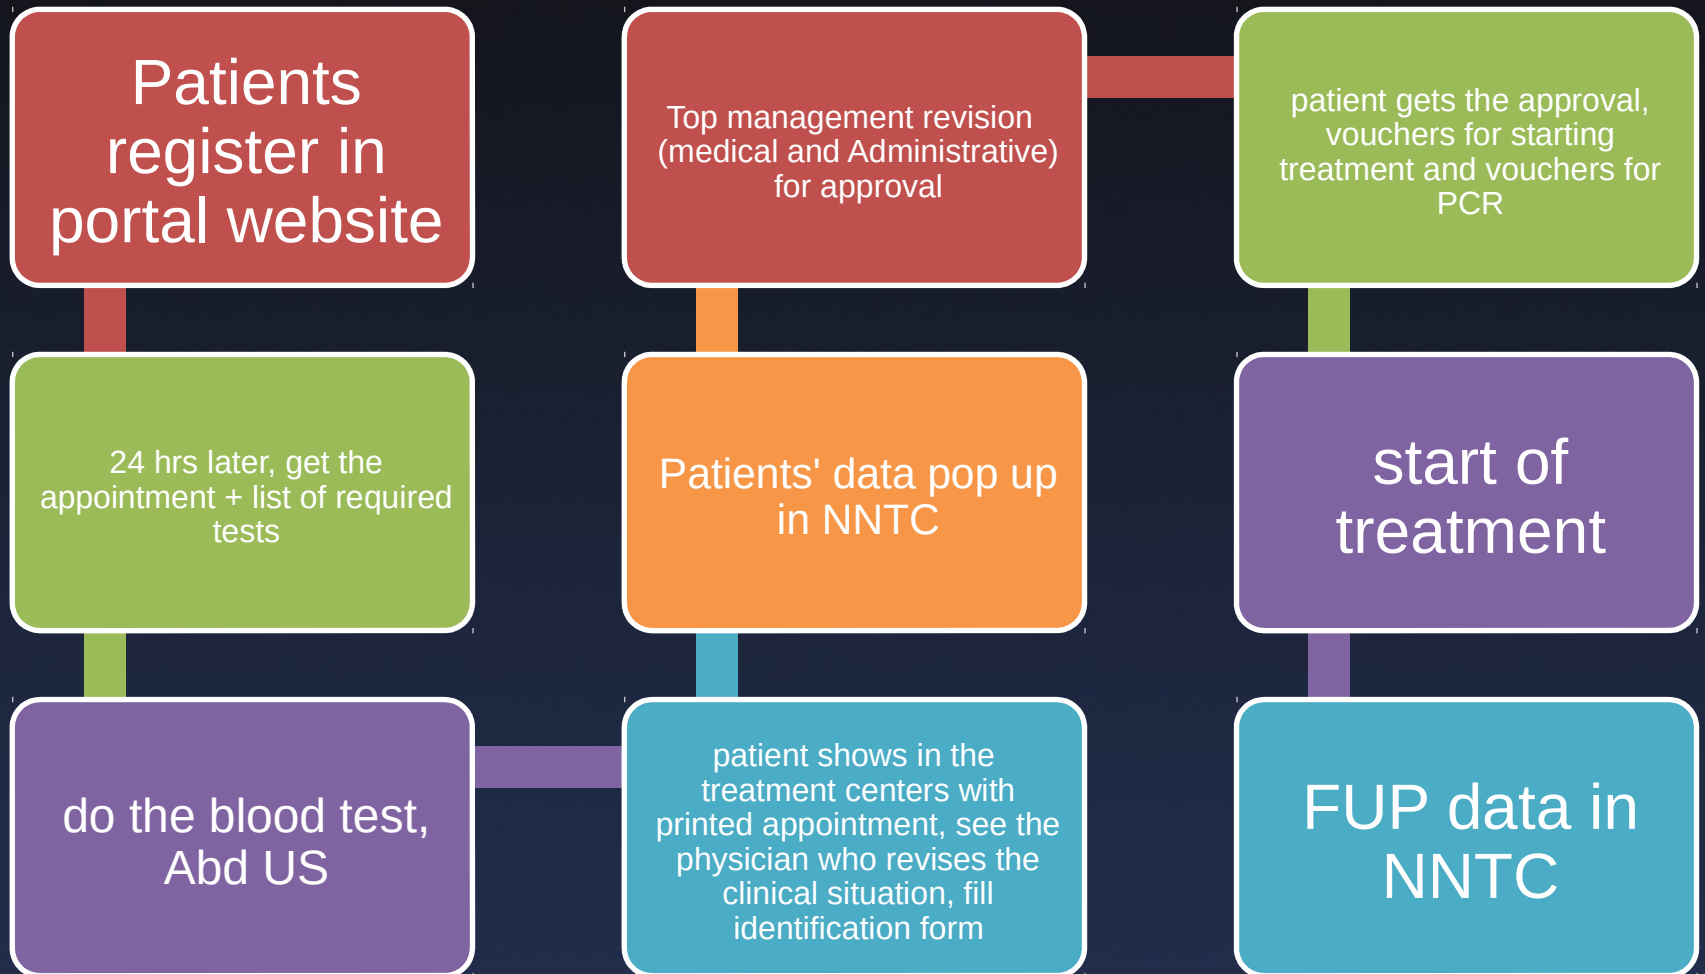 Patients
register in
portal website
24 hrs later, get the
appointment + list of required
tests
do the blood test,
Abd US
patient shows in the
treatment centers with
printed appointment, see the
physician who revises the
clinical situation, fill
identification form
Patients' data pop up
in NNTC
Top management revision
(medical and Administrative)
for approval
patient gets the approval,
vouchers for starting
treatment and vouchers for
PCR
start of
treatment
FUP data in
NNTC